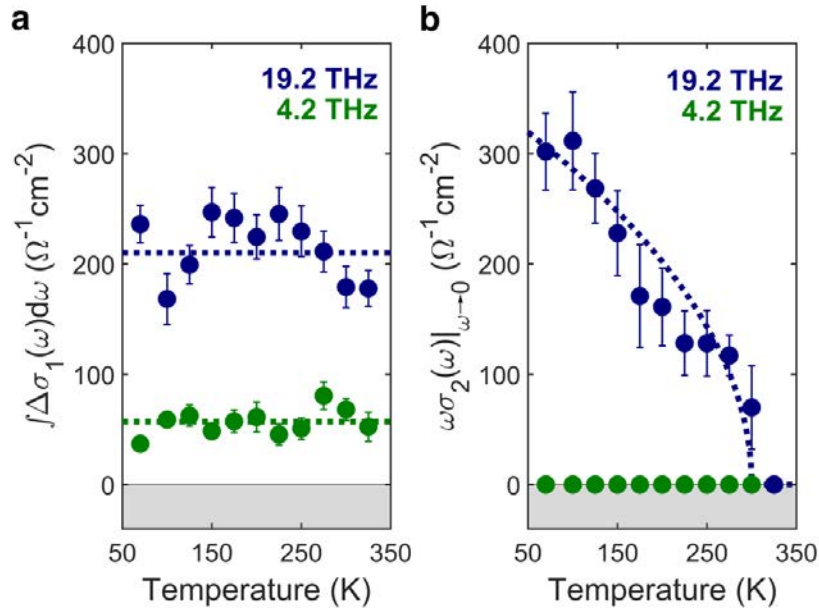 a
400
300
200
100
0
50
150
250
350
∫Δσ₁(ω)dω (Ω⁻¹cm⁻²)
Temperature (K)
19.2 THz
4.2 THz
b
400
300
200
100
0
50
150
250
350
ωσ₂(ω)|ω→0 (Ω⁻¹cm⁻²)
Temperature (K)
19.2 THz
4.2 THz